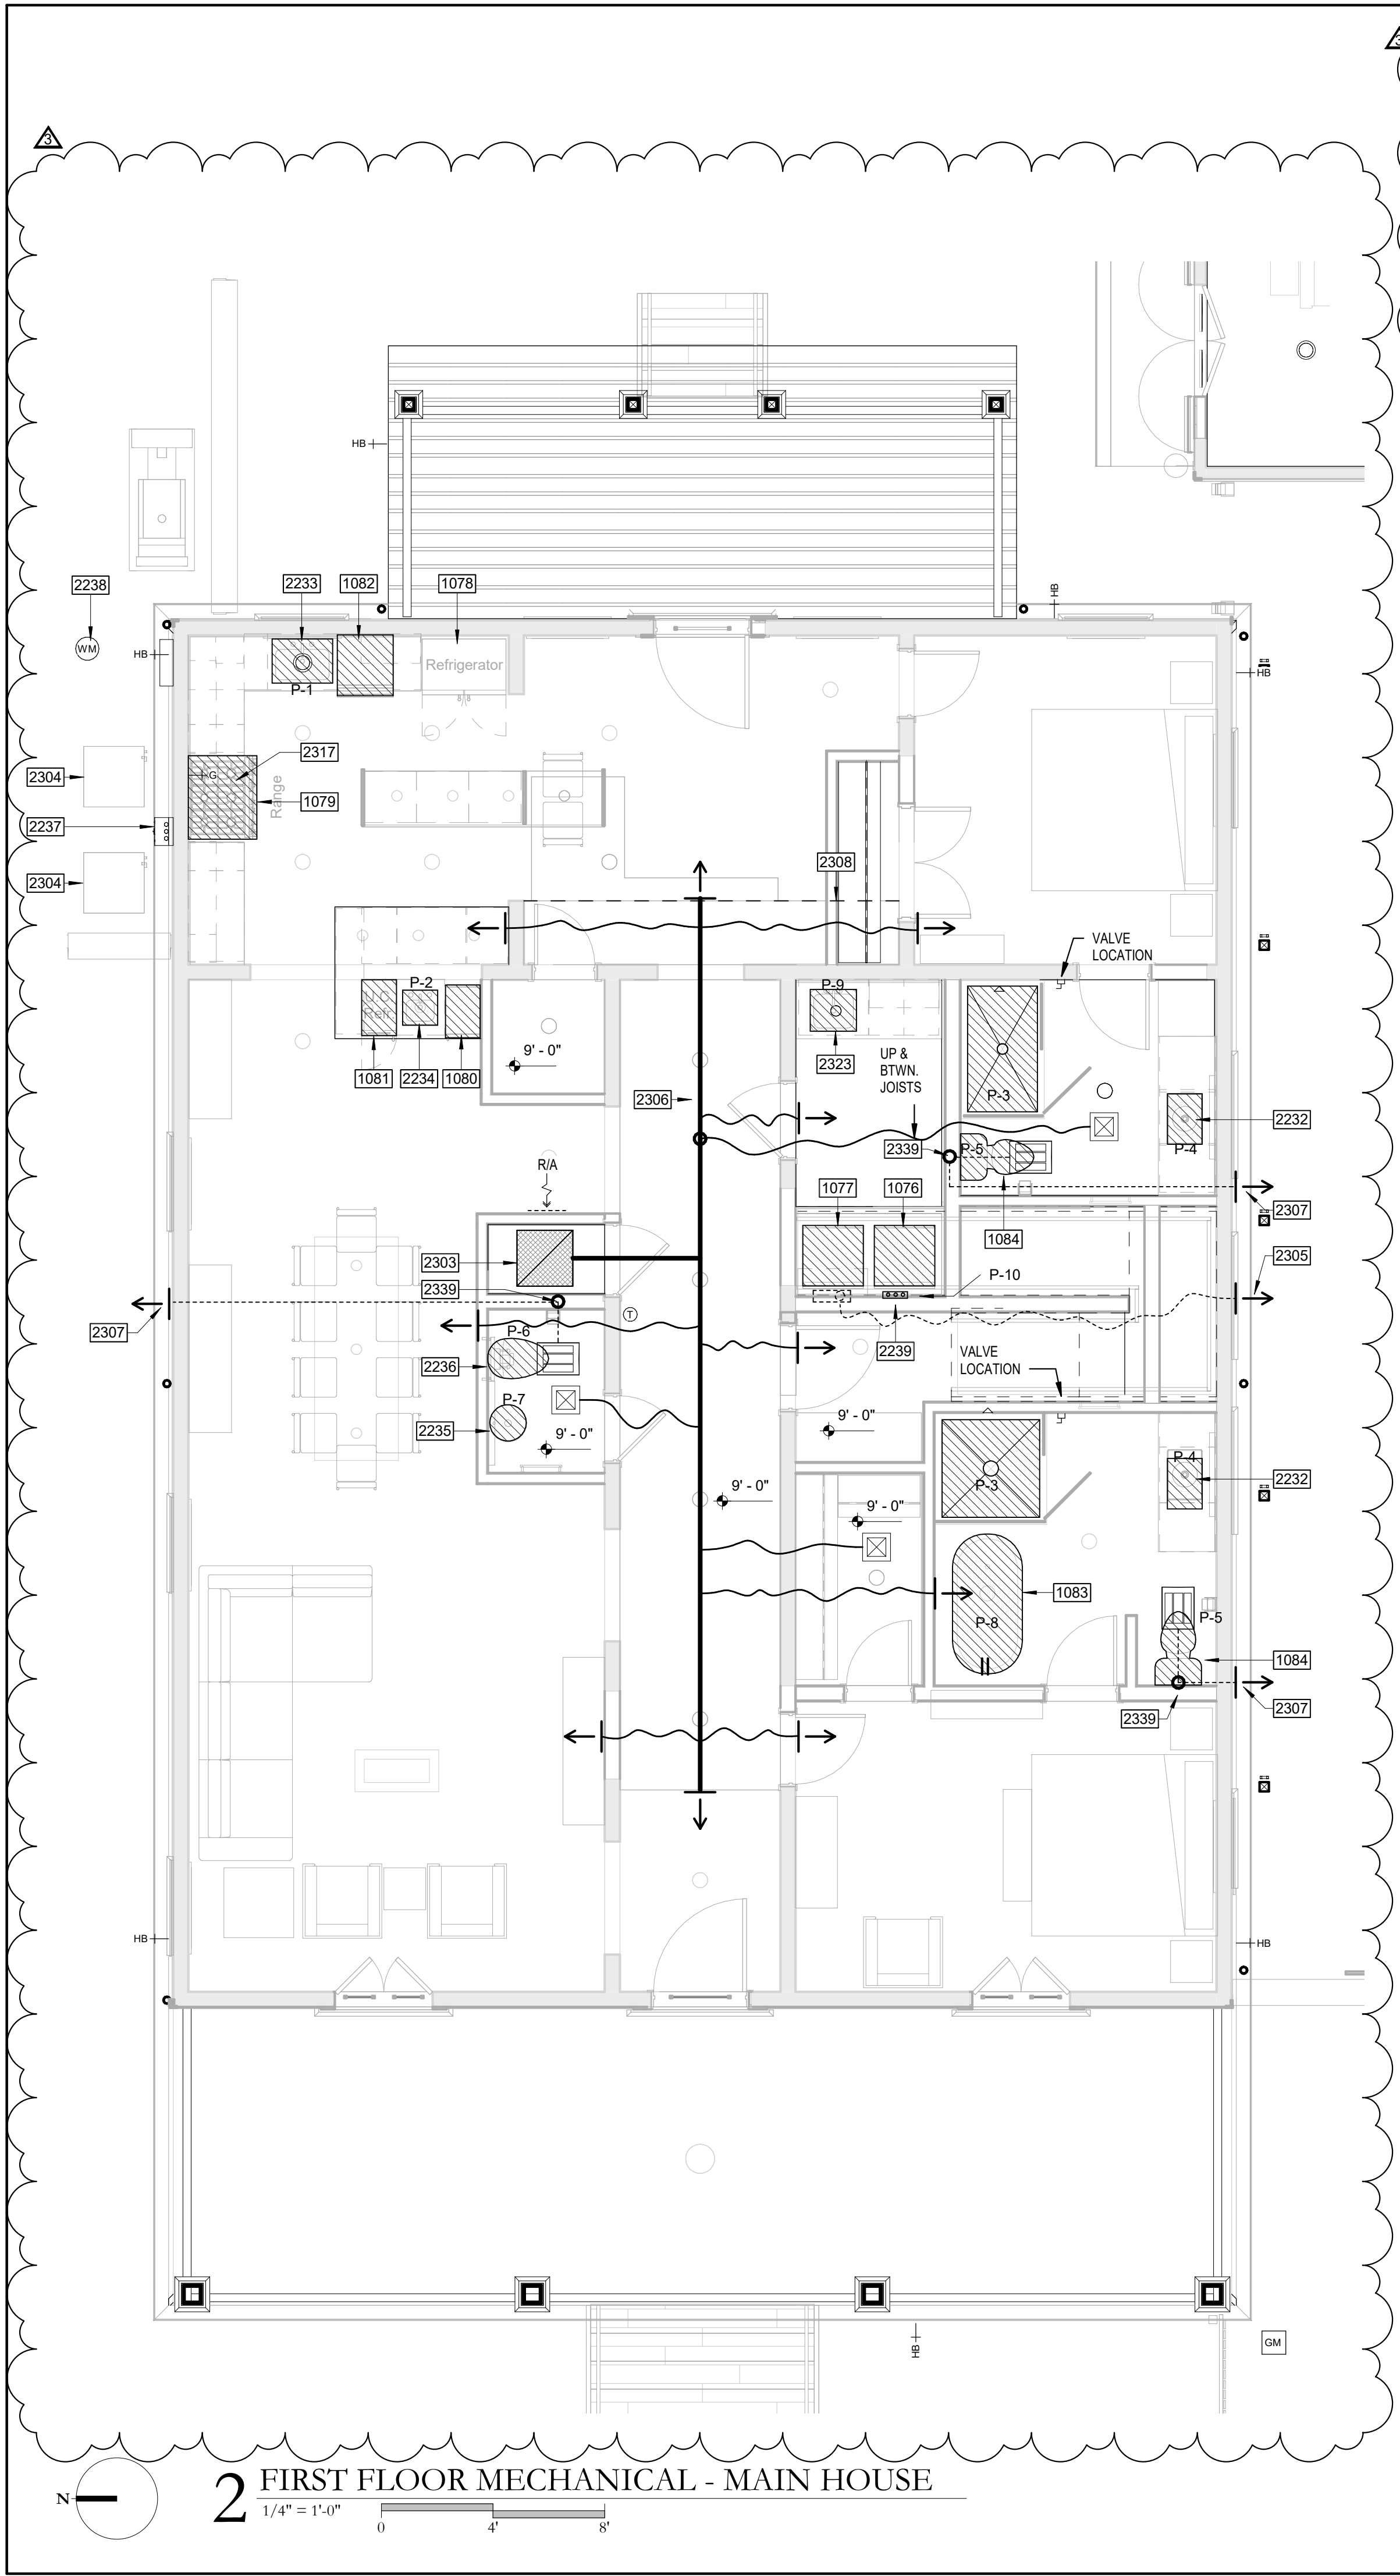 3
3
HB
HB
2238
2233
1082
1078
WM
HB
Refrigerator
P-1
HB
2317
G
2304
Range
1079
2237
2308
2304
VALVE
LOCATION
P-2
P-9
U.C.
Refr.
9' - 0"
UP &
BTWN.
JOISTS
2323
1081
2234
1080
P-3
2306
2232
2339
P-5
P-4
R/A
1077
1076
2307
1084
2303
2305
P-10
2339
T
2307
P-6
2239
VALVE
LOCATION
2236
P-7
9' - 0"
2235
9' - 0"
P-4
2232
P-3
9' - 0"
9' - 0"
1083
P-5
P-8
1084
2339
2307
HB
HB
HB
GM
N
2 FIRST FLOOR MECHANICAL - MAIN HOUSE
1/4" = 1'-0"
0 4' 8'